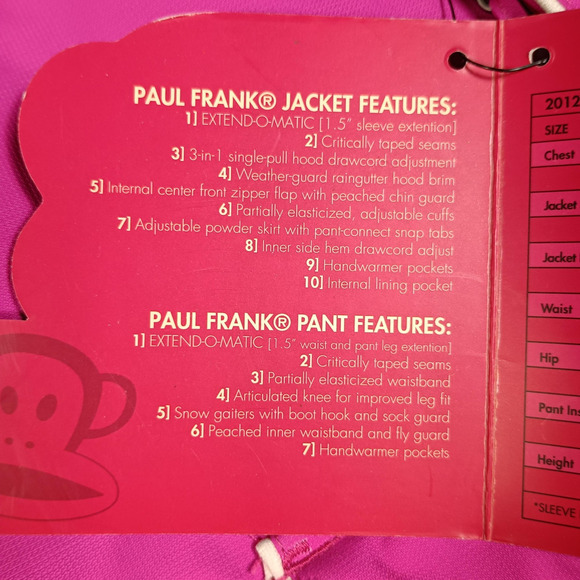 PAUL FRANK® JACKET FEATURES:
1] EXTEND-O-MATIC [1.5" sleeve extention]
2] Critically taped seams
3] 3-in-1 single-pull hood drawcord adjustment
4] Weather-guard raingutter hood brim
5] Internal center front zipper flap with peached chin guard
6] Partially elasticized, adjustable cuffs
7] Adjustable powder skirt with pant-connect snap tabs
8] Inner side hem drawcord adjust
9] Handwarmer pockets
10] Internal lining pocket
PAUL FRANK® PANT FEATURES:
1] EXTEND-O-MATIC [1.5" waist and pant leg extention]
2] Critically taped seams
3] Partially elasticized waistband
4] Articulated knee for improved leg fit
5] Snow gaiters with boot hook and sock guard
6] Peached inner waistband and fly guard
7] Handwarmer pockets
2012
SIZE
Chest
Jacket
Jacket
Waist
Hip
Pant
Height
*SLEEVE